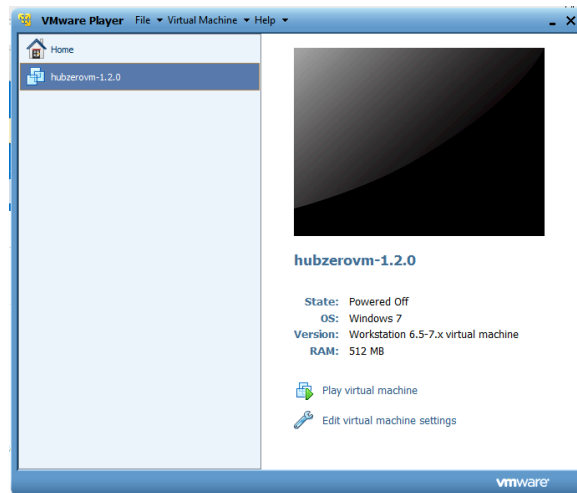 VMware Player File Virtual Machine Help
Home
hubzerovm-1.2.0
hubzerovm-1.2.0
State: Powered Off
OS: Windows 7
Version: Workstation 6.5-7.x virtual machine
RAM: 512 MB
Play virtual machine
Edit virtual machine settings
vmware